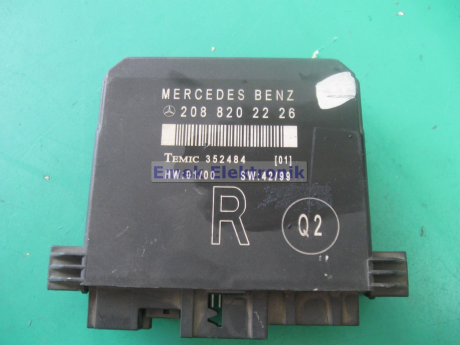 MERCEDES BENZ
208 820 22 26
TEMIC 352484 [01]
HW:01/00 SW:42/99
R
Q2